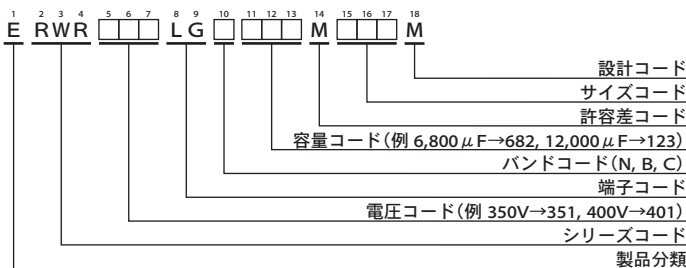 1 2 3 4 5 6 7 8 9 10 11 12 13 14 15 16 17 18
E RWR □□□ LG □ □□□ M □□□ M
設計コード
サイズコード
許容差コード
容量コード(例 6,800μF→682, 12,000μF→123)
バンドコード(N, B, C)
端子コード
電圧コード(例 350V→351, 400V→401)
シリーズコード
製品分類